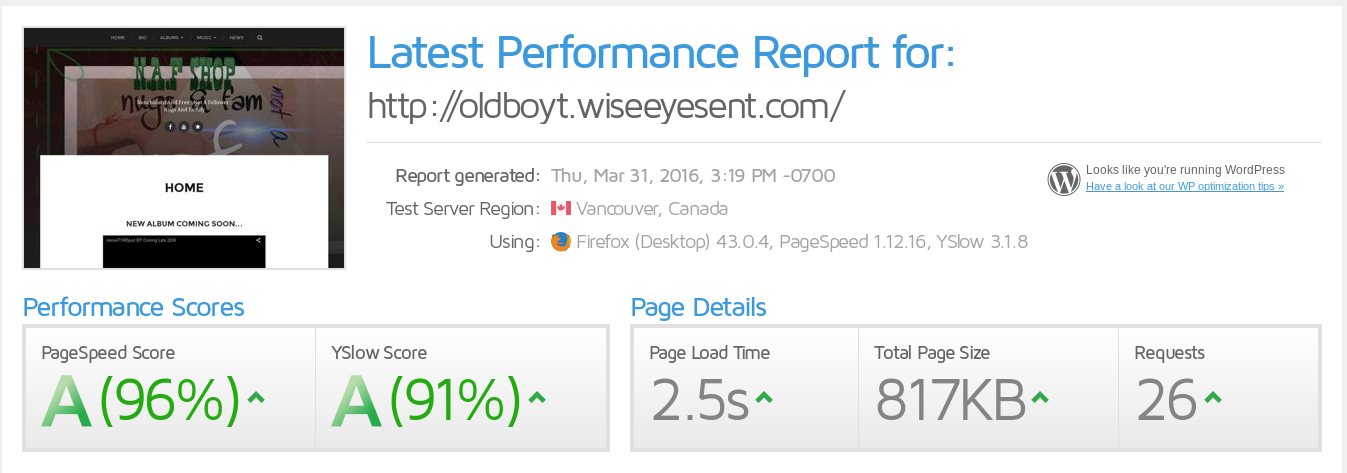 HOME BIO ALBUMS MUSIC NEWS
N.A.F SHOP
HOME
NEW ALBUM COMING SOON...
Latest Performance Report for:
http://oldboyt.wiseeyesent.com/
Report generated: Thu, Mar 31, 2016, 3:19 PM -0700
Test Server Region: Vancouver, Canada
Using: Firefox (Desktop) 43.0.4, PageSpeed 1.12.16, YSlow 3.1.8
Looks like you're running WordPress
Have a look at our WP optimization tips »
Performance Scores
PageSpeed Score
A (96%)
YSlow Score
A (91%)
Page Details
Page Load Time
2.5s
Total Page Size
817KB
Requests
26